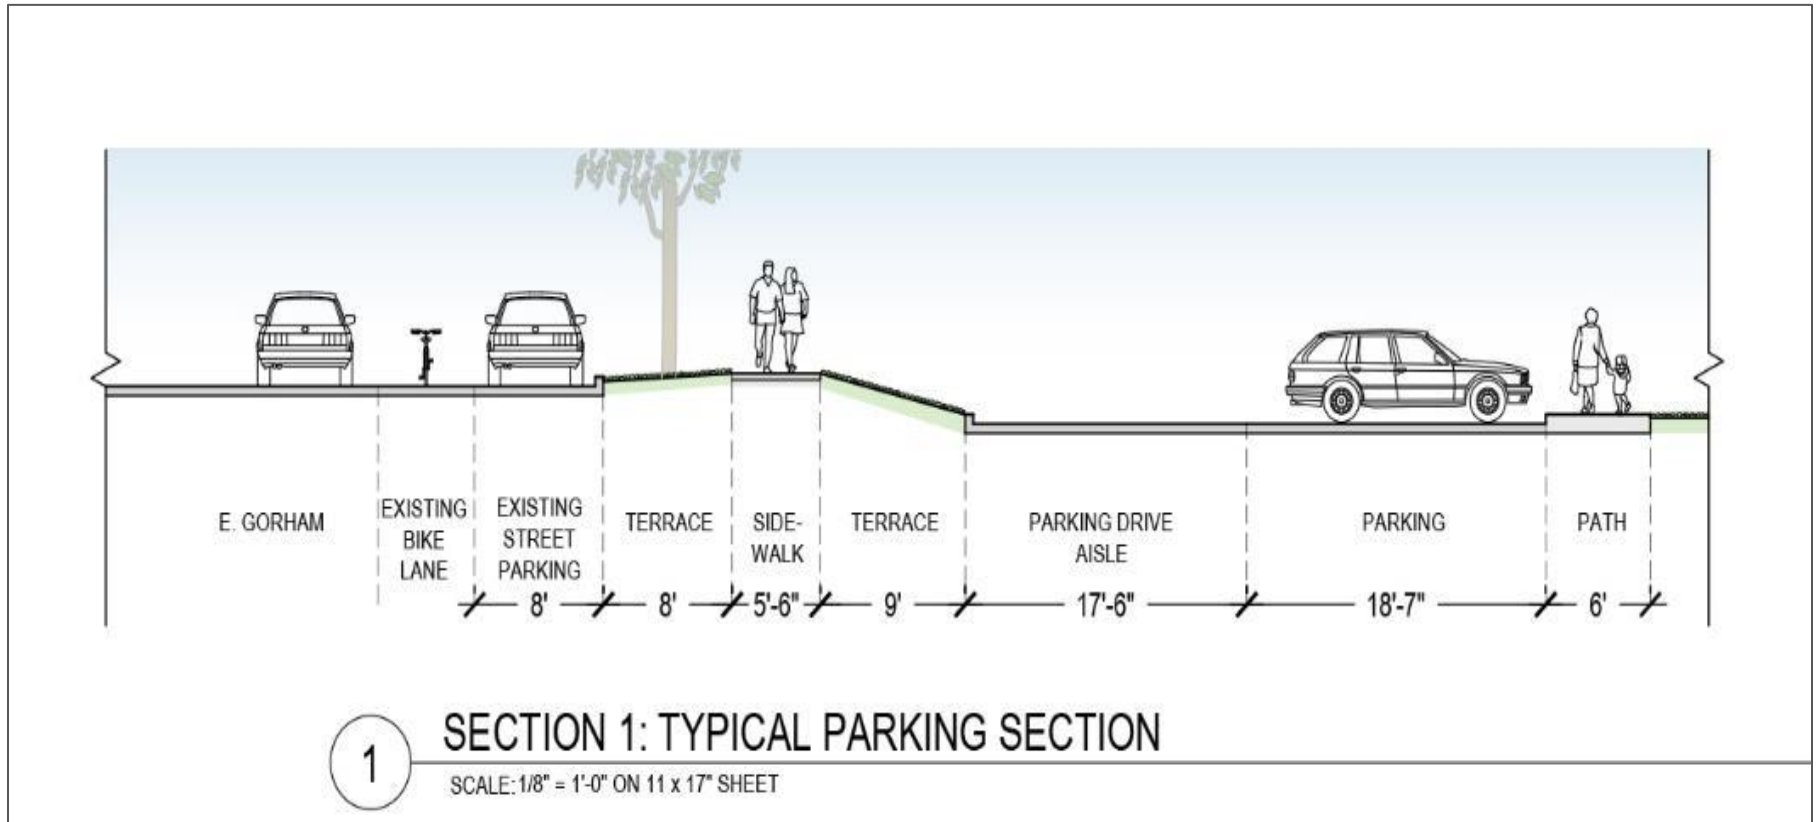 E. GORHAM
EXISTING
BIKE
LANE
EXISTING
STREET
PARKING
TERRACE
SIDE-
WALK
TERRACE
PARKING DRIVE
AISLE
PARKING
PATH
8'
8'
5'-6"
9'
17'-6"
18'-7"
6'
1
SECTION 1: TYPICAL PARKING SECTION
SCALE: 1/8" = 1'-0" ON 11 x 17" SHEET